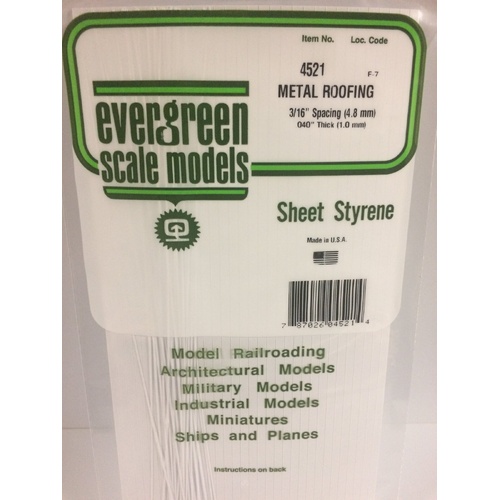 Item No. Loc. Code
4521 F-7
METAL ROOFING
3/16" Spacing (4.8 mm)
.040" Thick (1.0 mm)
evergreen
scale models
Sheet Styrene
Made in U.S.A.
7 87026 04521 4
Model Railroading
Architectural Models
Military Models
Industrial Models
Miniatures
Ships and Planes
Instructions on back